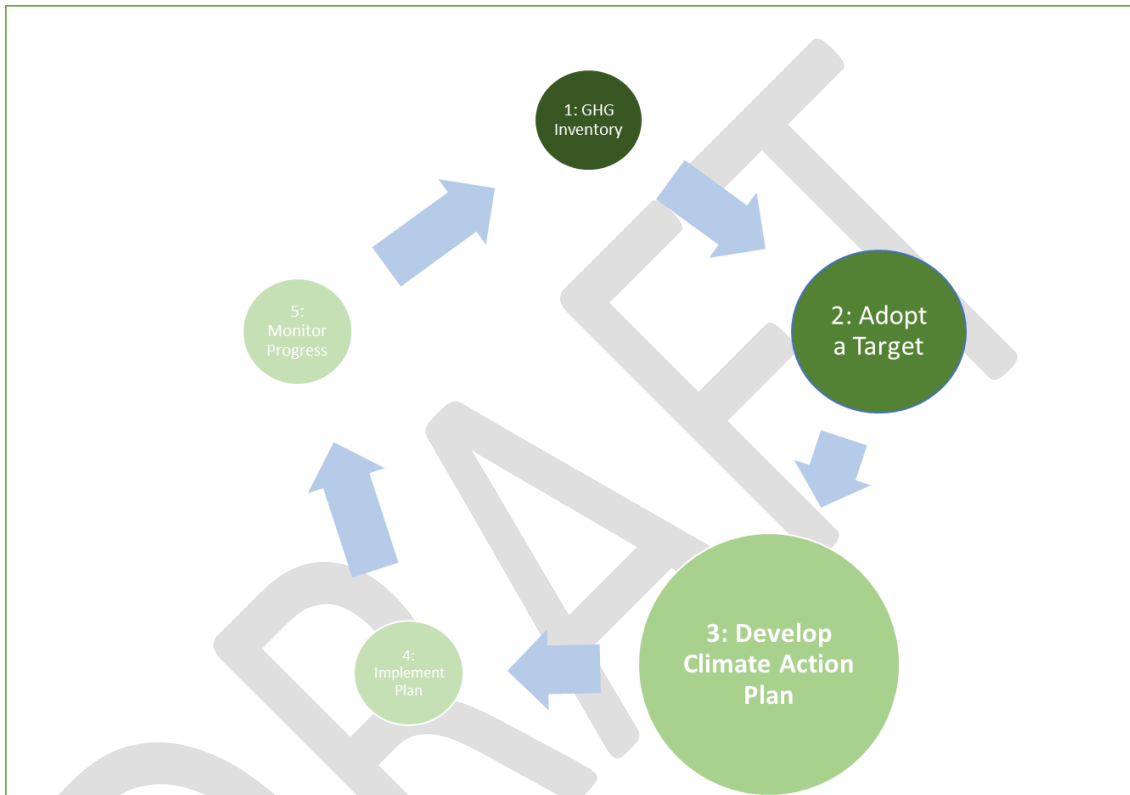 1: GHG
Inventory
2: Adopt
a Target
3: Develop
Climate Action
Plan
4:
Implement
Plan
5:
Monitor
Progress
DRAFT